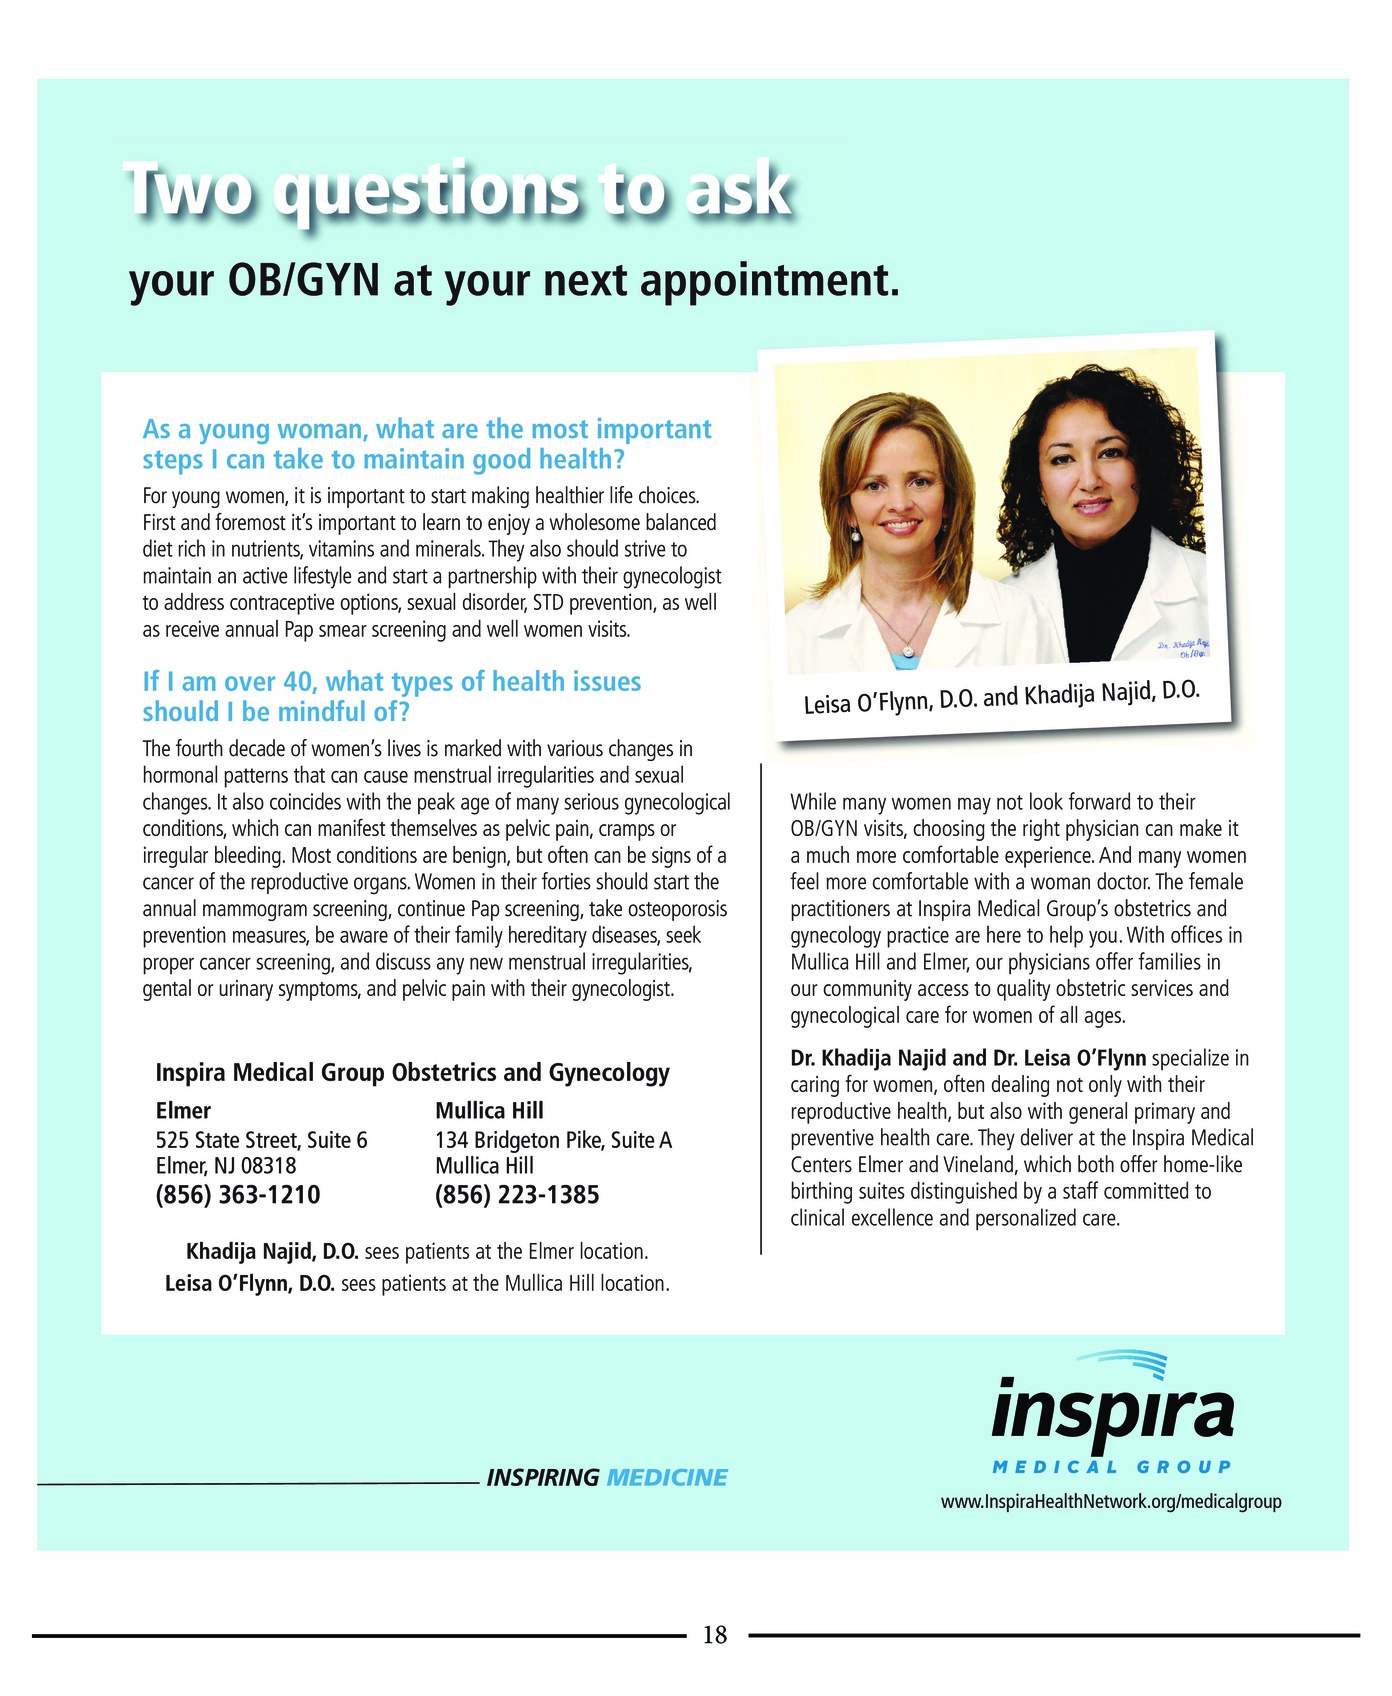 Two questions to ask
your OB/GYN at your next appointment.
As a young woman, what are the most important
steps I can take to maintain good health?
For young women, it is important to start making healthier life choices.
First and foremost it's important to learn to enjoy a wholesome balanced
diet rich in nutrients, vitamins and minerals. They also should strive to
maintain an active lifestyle and start a partnership with their gynecologist
to address contraceptive options, sexual disorder, STD prevention, as well
as receive annual Pap smear screening and well women visits.
If I am over 40, what types of health issues
should I be mindful of?
The fourth decade of women's lives is marked with various changes in
hormonal patterns that can cause menstrual irregularities and sexual
changes. It also coincides with the peak age of many serious gynecological
conditions, which can manifest themselves as pelvic pain, cramps or
irregular bleeding. Most conditions are benign, but often can be signs of a
cancer of the reproductive organs. Women in their forties should start the
annual mammogram screening, continue Pap screening, take osteoporosis
prevention measures, be aware of their family hereditary diseases, seek
proper cancer screening, and discuss any new menstrual irregularities,
gental or urinary symptoms, and pelvic pain with their gynecologist.
Inspira Medical Group Obstetrics and Gynecology
Elmer
525 State Street, Suite 6
Elmer, NJ 08318
(856) 363-1210
Mullica Hill
134 Bridgeton Pike, Suite A
Mullica Hill
(856) 223-1385
Khadija Najid, D.O. sees patients at the Elmer location.
Leisa O'Flynn, D.O. sees patients at the Mullica Hill location.
Dr. Khadija Naji
Ob/Gyn
Leisa O'Flynn, D.O. and Khadija Najid, D.O.
While many women may not look forward to their
OB/GYN visits, choosing the right physician can make it
a much more comfortable experience. And many women
feel more comfortable with a woman doctor. The female
practitioners at Inspira Medical Group's obstetrics and
gynecology practice are here to help you. With offices in
Mullica Hill and Elmer, our physicians offer families in
our community access to quality obstetric services and
gynecological care for women of all ages.
Dr. Khadija Najid and Dr. Leisa O'Flynn specialize in
caring for women, often dealing not only with their
reproductive health, but also with general primary and
preventive health care. They deliver at the Inspira Medical
Centers Elmer and Vineland, which both offer home-like
birthing suites distinguished by a staff committed to
clinical excellence and personalized care.
INSPIRING MEDICINE
inspira
MEDICAL GROUP
www.InspiraHealthNetwork.org/medicalgroup
18